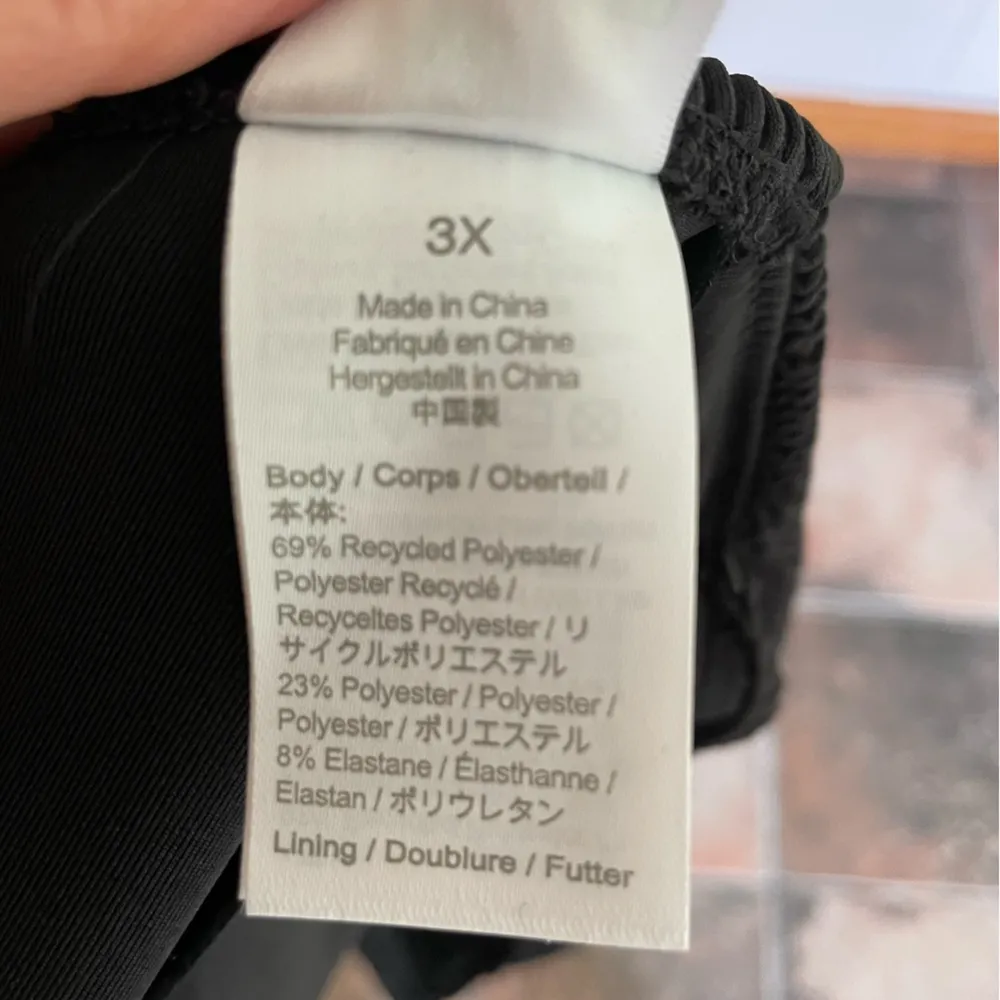 3X
Made in China
Fabriqué en Chine
Hergestellt in China
中国製
Body / Corps / Oberteil /
本体:
69% Recycled Polyester /
Polyester Recyclé /
Recyceltes Polyester / リ
サイクルポリエステル
23% Polyester / Polyester /
Polyester / ポリエステル
8% Elastane / Élasthanne /
Elastan / ポリウレタン
Lining / Doublure / Futter